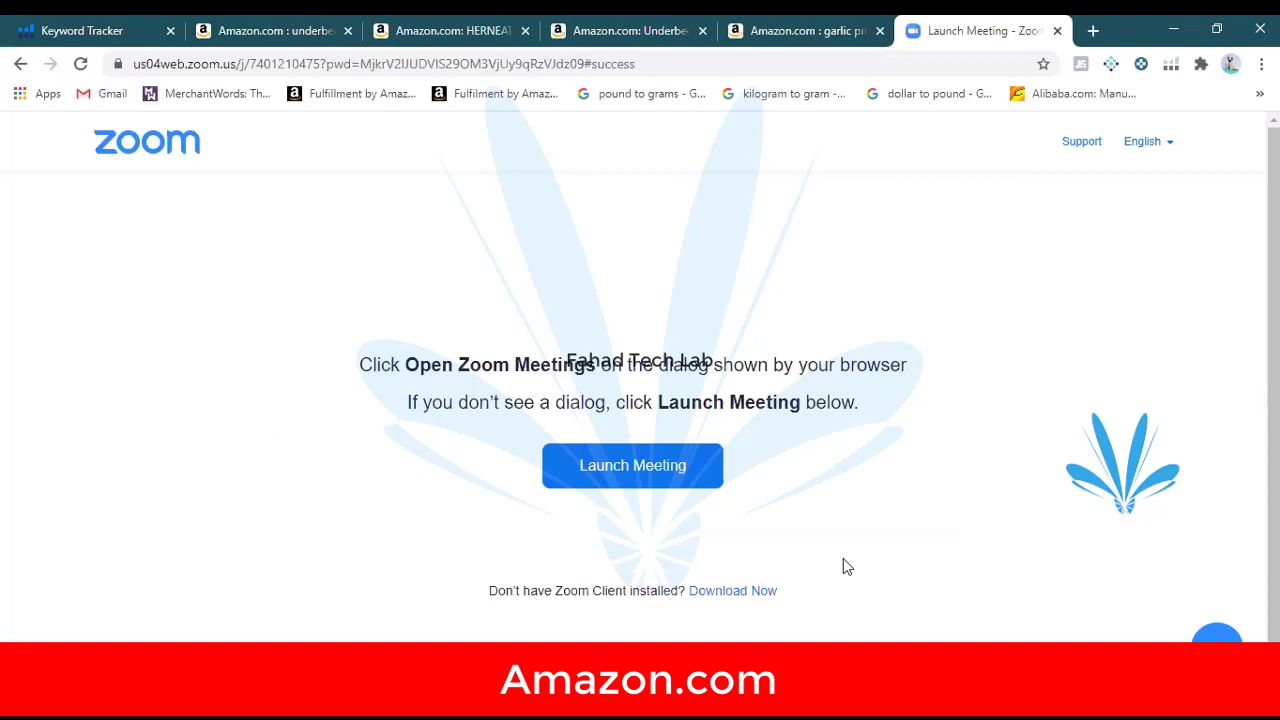 Keyword Tracker
Amazon.com : underbe
Amazon.com: HERNEAT
Amazon.com: Underbe
Amazon.com : garlic pr
Launch Meeting - Zoo
us04web.zoom.us/j/7401210475?pwd=MjkrV2lJUDVIS29OM3VjUy9qRzVJdz09#success
Apps
Gmail
MerchantWords: Th...
Fulfillment by Amaz...
Fulfilment by Amaz...
pound to grams - G...
kilogram to gram -...
dollar to pound - G...
Alibaba.com: Manu...
zoom
Support
English
Fahad Tech Lab
Click Open Zoom Meetings on the dialog shown by your browser
If you don't see a dialog, click Launch Meeting below.
Launch Meeting
Don't have Zoom Client installed? Download Now
Amazon.com